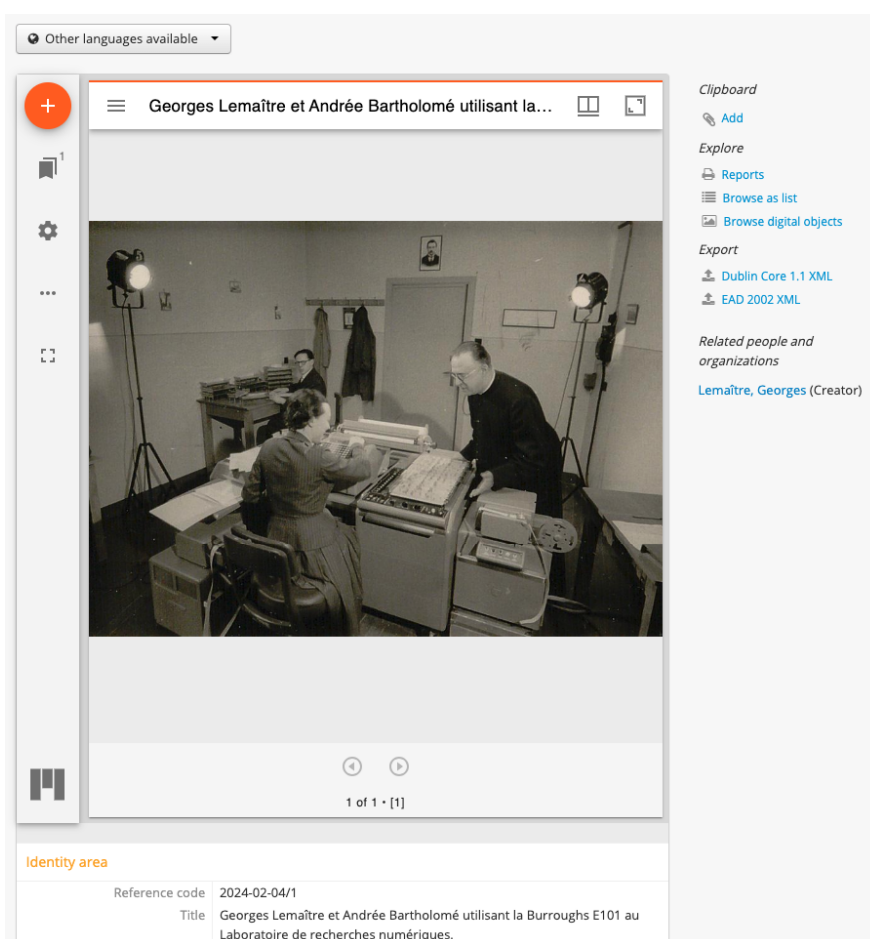 Other languages available
Georges Lemaître et Andrée Bartholomé utilisant la…
1
1 of 1 • [1]
Clipboard
Add
Explore
Reports
Browse as list
Browse digital objects
Export
Dublin Core 1.1 XML
EAD 2002 XML
Related people and
organizations
Lemaître, Georges (Creator)
Identity area
Reference code 2024-02-04/1
Title Georges Lemaître et Andrée Bartholomé utilisant la Burroughs E101 au
Laboratoire de recherches numériques.